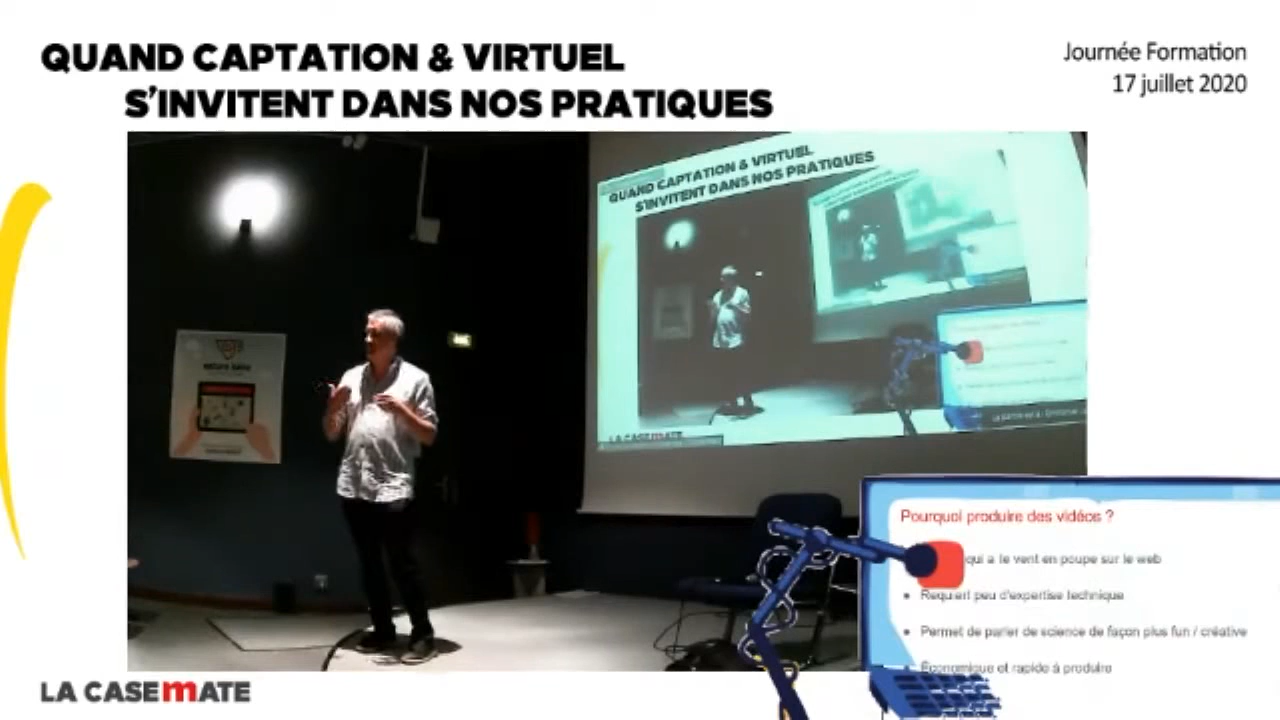 QUAND CAPTATION & VIRTUEL
S'INVITENT DANS NOS PRATIQUES
Journée Formation
17 juillet 2020
QUAND CAPTATION & VIRTUEL
S'INVITENT DANS NOS PRATIQUES
LA CASEMATE
Pourquoi produire des vidéos ?
qui a le vent en poupe sur le web
• Requiert peu d'expertise technique
• Permet de parler de science de façon plus fun / créative
• Économique et rapide à produire
LA CASEMATE